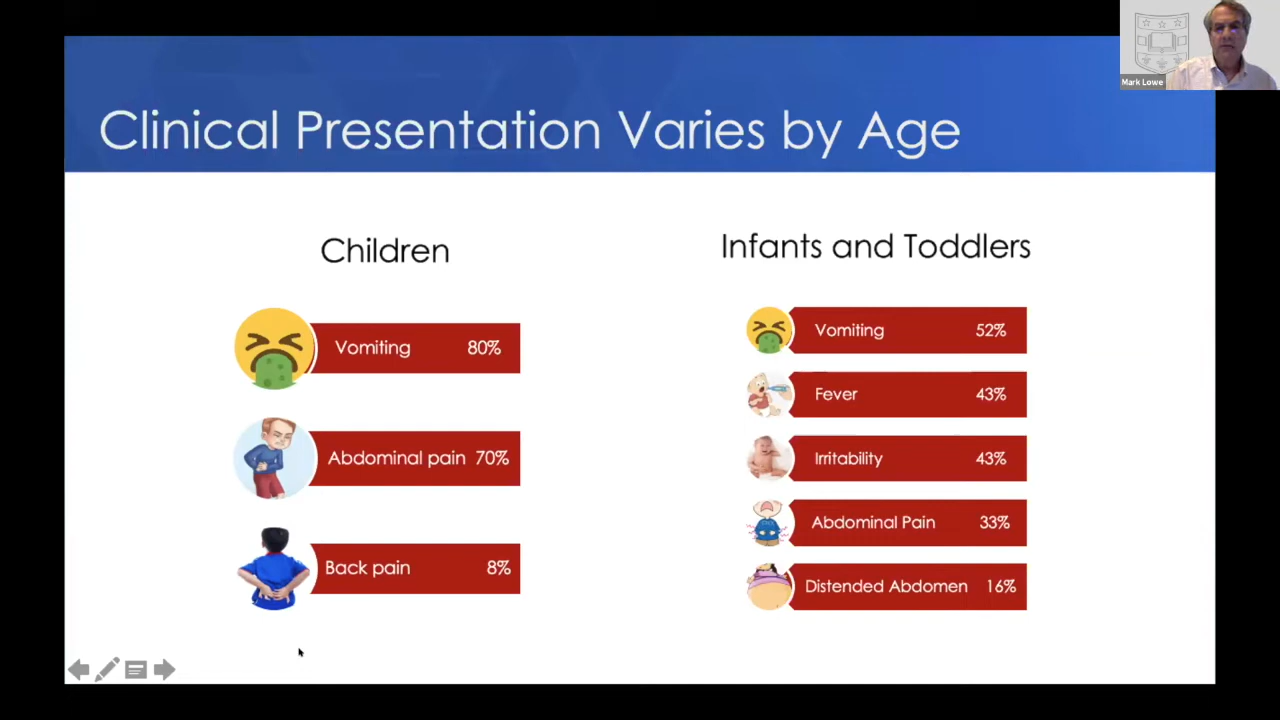 Mark Lowe
Clinical Presentation Varies by Age
Children
Vomiting 80%
Abdominal pain 70%
Back pain 8%
Infants and Toddlers
Vomiting 52%
Fever 43%
Irritability 43%
Abdominal Pain 33%
Distended Abdomen 16%